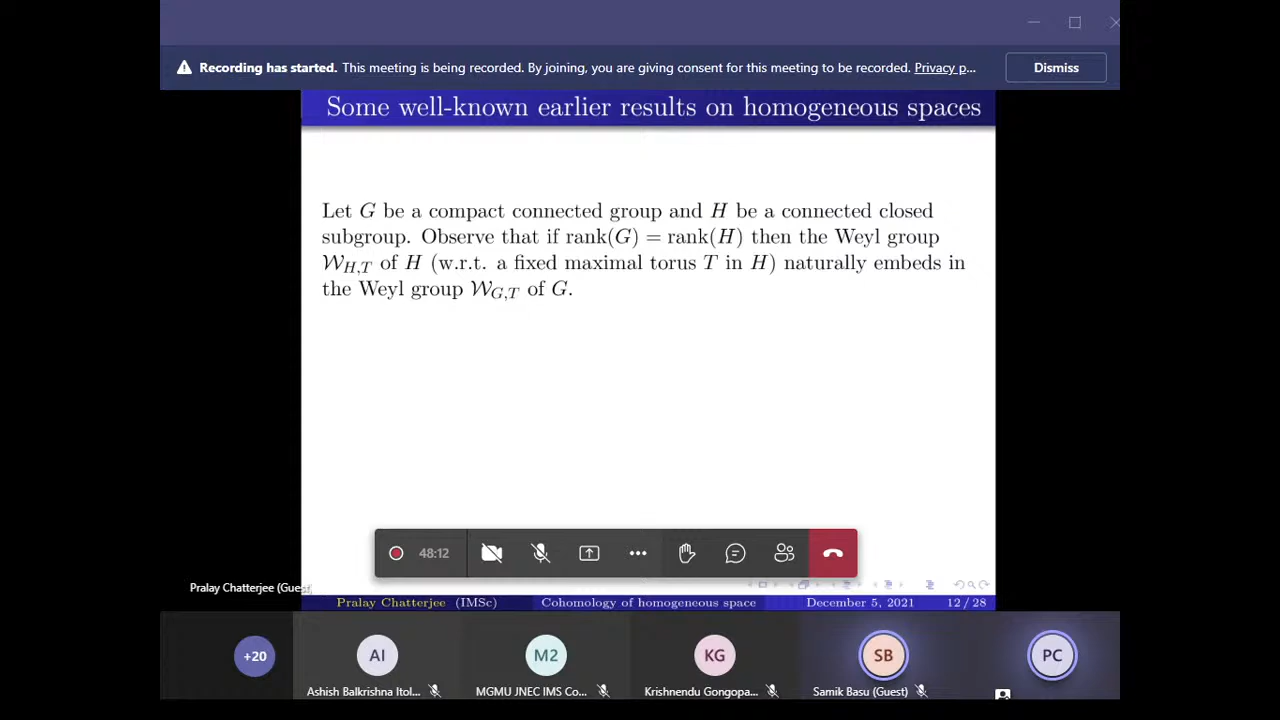 Recording has started. This meeting is being recorded. By joining, you are giving consent for this meeting to be recorded. Privacy p...
Dismiss
Some well-known earlier results on homogeneous spaces
Let G be a compact connected group and H be a connected closed
subgroup. Observe that if rank(G) = rank(H) then the Weyl group
𝒲_{H,T} of H (w.r.t. a fixed maximal torus T in H) naturally embeds in
the Weyl group 𝒲_{G,T} of G.
48:12
Pralay Chatterjee (Guest)
Pralay Chatterjee (IMSc)
Cohomology of homogeneous space
December 5, 2021
12 / 28
+20
AI
M2
KG
SB
PC
Ashish Balkrishna Itol...
MGMU JNEC IMS Co...
Krishnendu Gongopa...
Samik Basu (Guest)